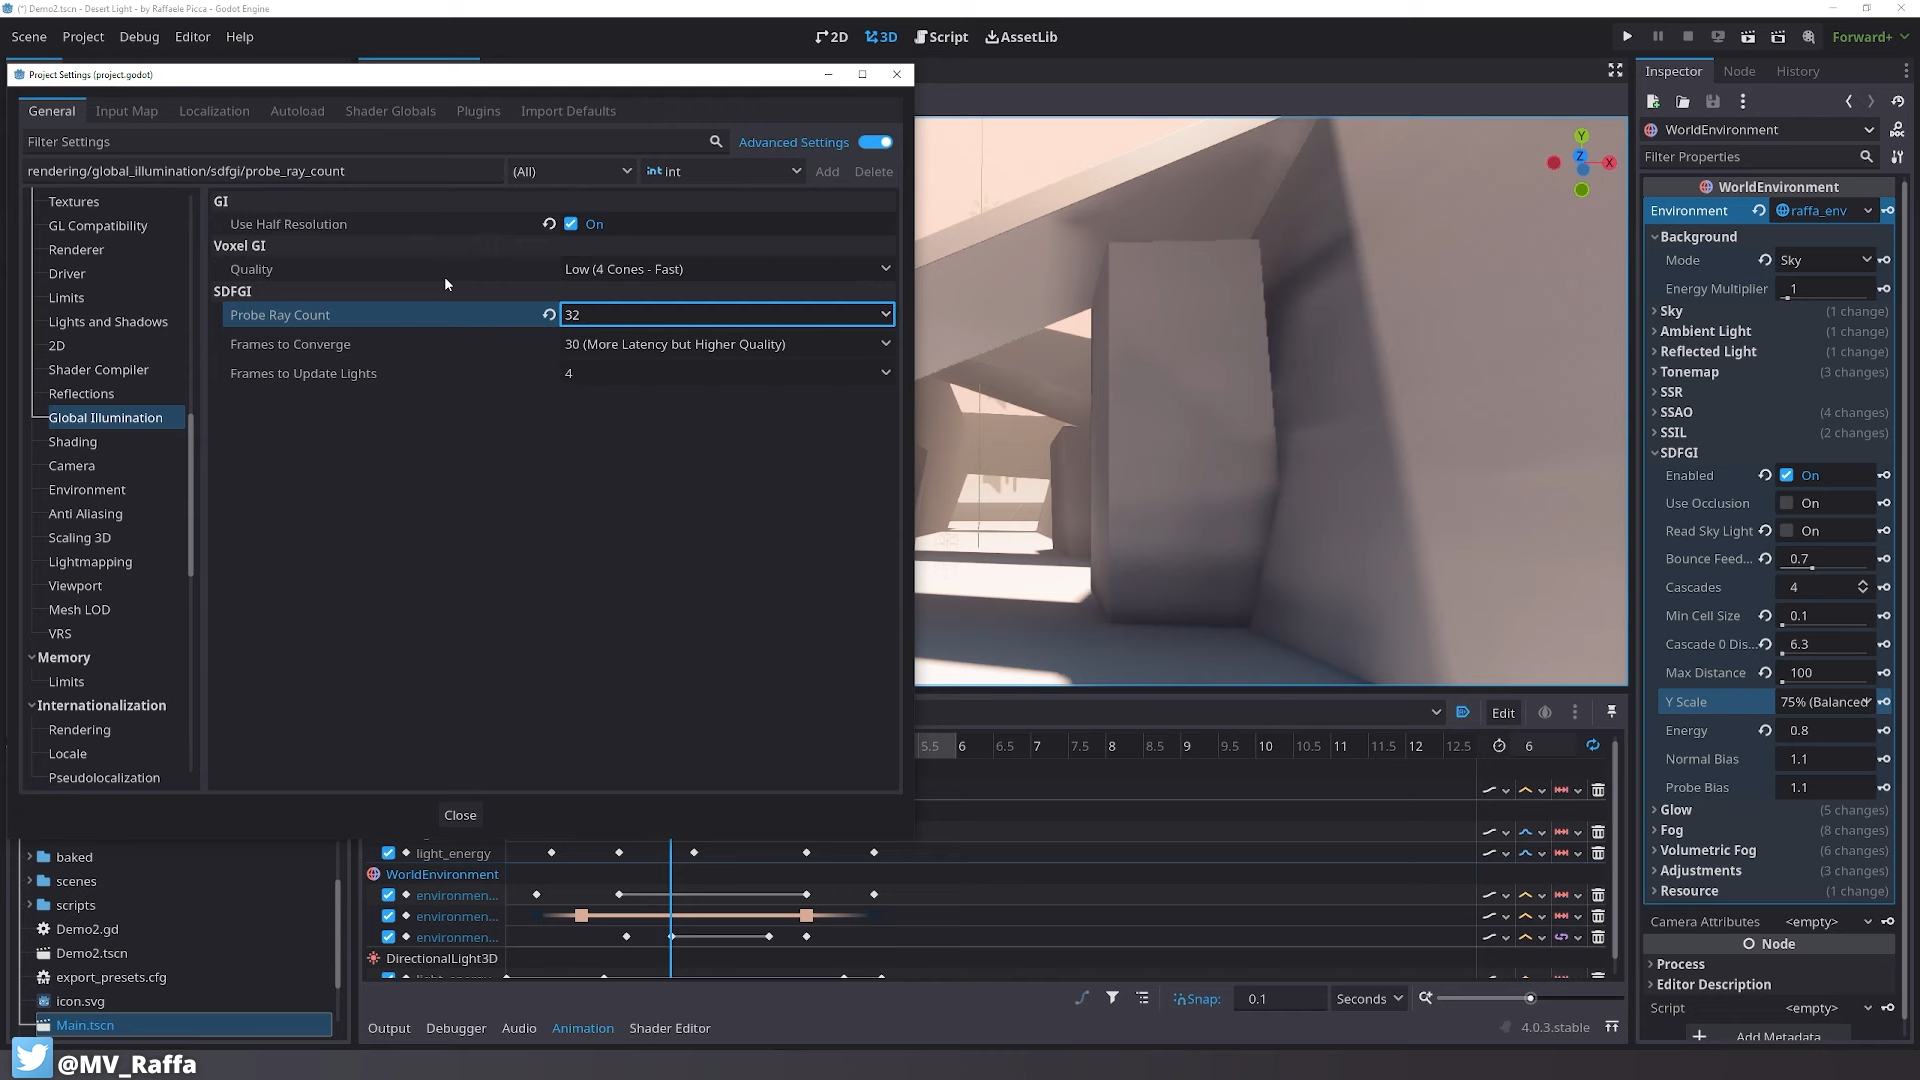 (*) Demo2.tscn - Desert Light - by Raffaele Picca - Godot Engine
Scene Project Debug Editor Help
2D 3D Script AssetLib
Forward+
Project Settings (project.godot)
General Input Map Localization Autoload Shader Globals Plugins Import Defaults
Filter Settings
Advanced Settings
rendering/global_illumination/sdfgi/probe_ray_count (All) int int Add Delete
Textures
GL Compatibility
Renderer
Driver
Limits
Lights and Shadows
2D
Shader Compiler
Reflections
Global Illumination
Shading
Camera
Environment
Anti Aliasing
Scaling 3D
Lightmapping
Viewport
Mesh LOD
VRS
Memory
Limits
Internationalization
Rendering
Locale
Pseudolocalization
GI
Use Half Resolution On
Voxel GI
Quality Low (4 Cones - Fast)
SDFGI
Probe Ray Count 32
Frames to Converge 30 (More Latency but Higher Quality)
Frames to Update Lights 4
Close
Y
Z X
Inspector Node History
WorldEnvironment
Filter Properties
WorldEnvironment
Environment raffa_env
Background
Mode Sky
Energy Multiplier 1
Sky (1 change)
Ambient Light (1 change)
Reflected Light (1 change)
Tonemap (3 changes)
SSR
SSAO (4 changes)
SSIL (2 changes)
SDFGI
Enabled On
Use Occlusion On
Read Sky Light On
Bounce Feed... 0.7
Cascades 4
Min Cell Size 0.1
Cascade 0 Dis... 6.3
Max Distance 100
Y Scale 75% (Balanced
Energy 0.8
Normal Bias 1.1
Probe Bias 1.1
Glow (5 changes)
Fog (8 changes)
Volumetric Fog (6 changes)
Adjustments (3 changes)
Resource (1 change)
Camera Attributes <empty>
Node
Process
Editor Description
Script <empty>
Add Metadata
Edit
5.5 6 6.5 7 7.5 8 8.5 9 9.5 10 10.5 11 11.5 12 12.5 6
light_energy
WorldEnvironment
environmen...
environmen...
environmen...
DirectionalLight3D
light_energy
baked
scenes
scripts
Demo2.gd
Demo2.tscn
export_presets.cfg
icon.svg
Main.tscn
Snap: 0.1 Seconds
Output Debugger Audio Animation Shader Editor
4.0.3.stable
@MV_Raffa